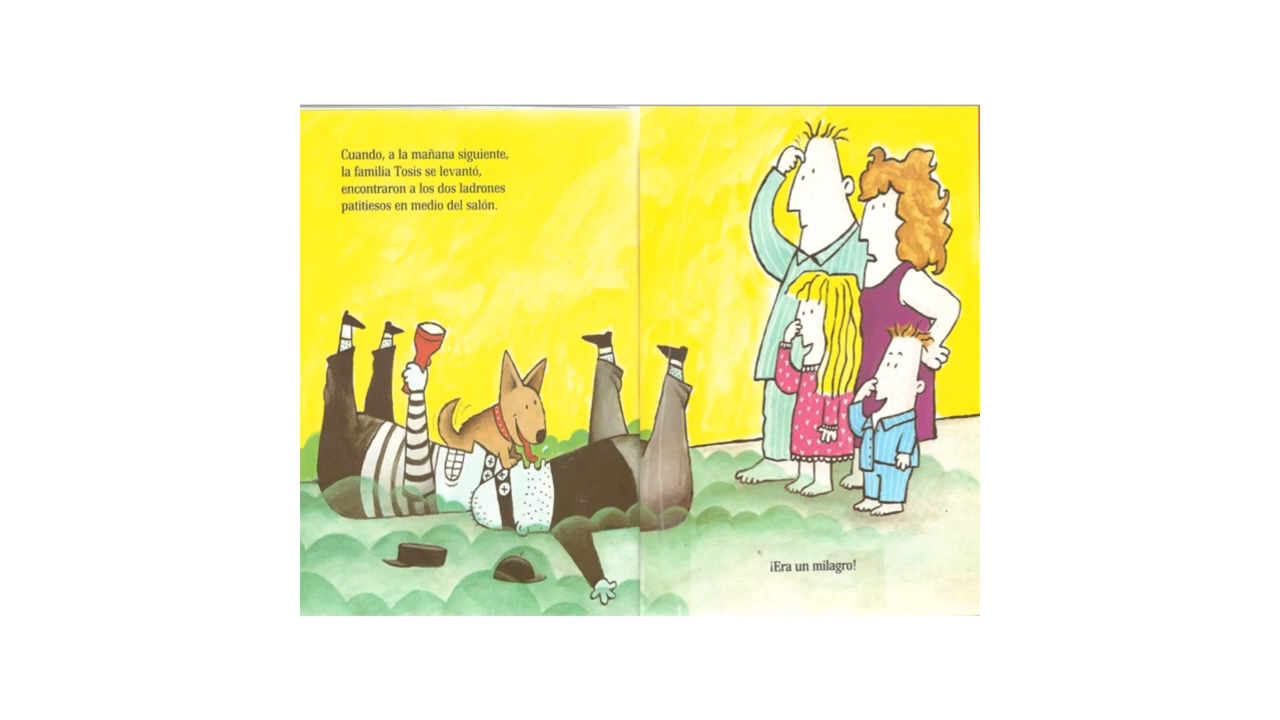 Cuando, a la mañana siguiente,
la familia Tosis se levantó,
encontraron a los dos ladrones
patitiesos en medio del salón.
¡Era un milagro!